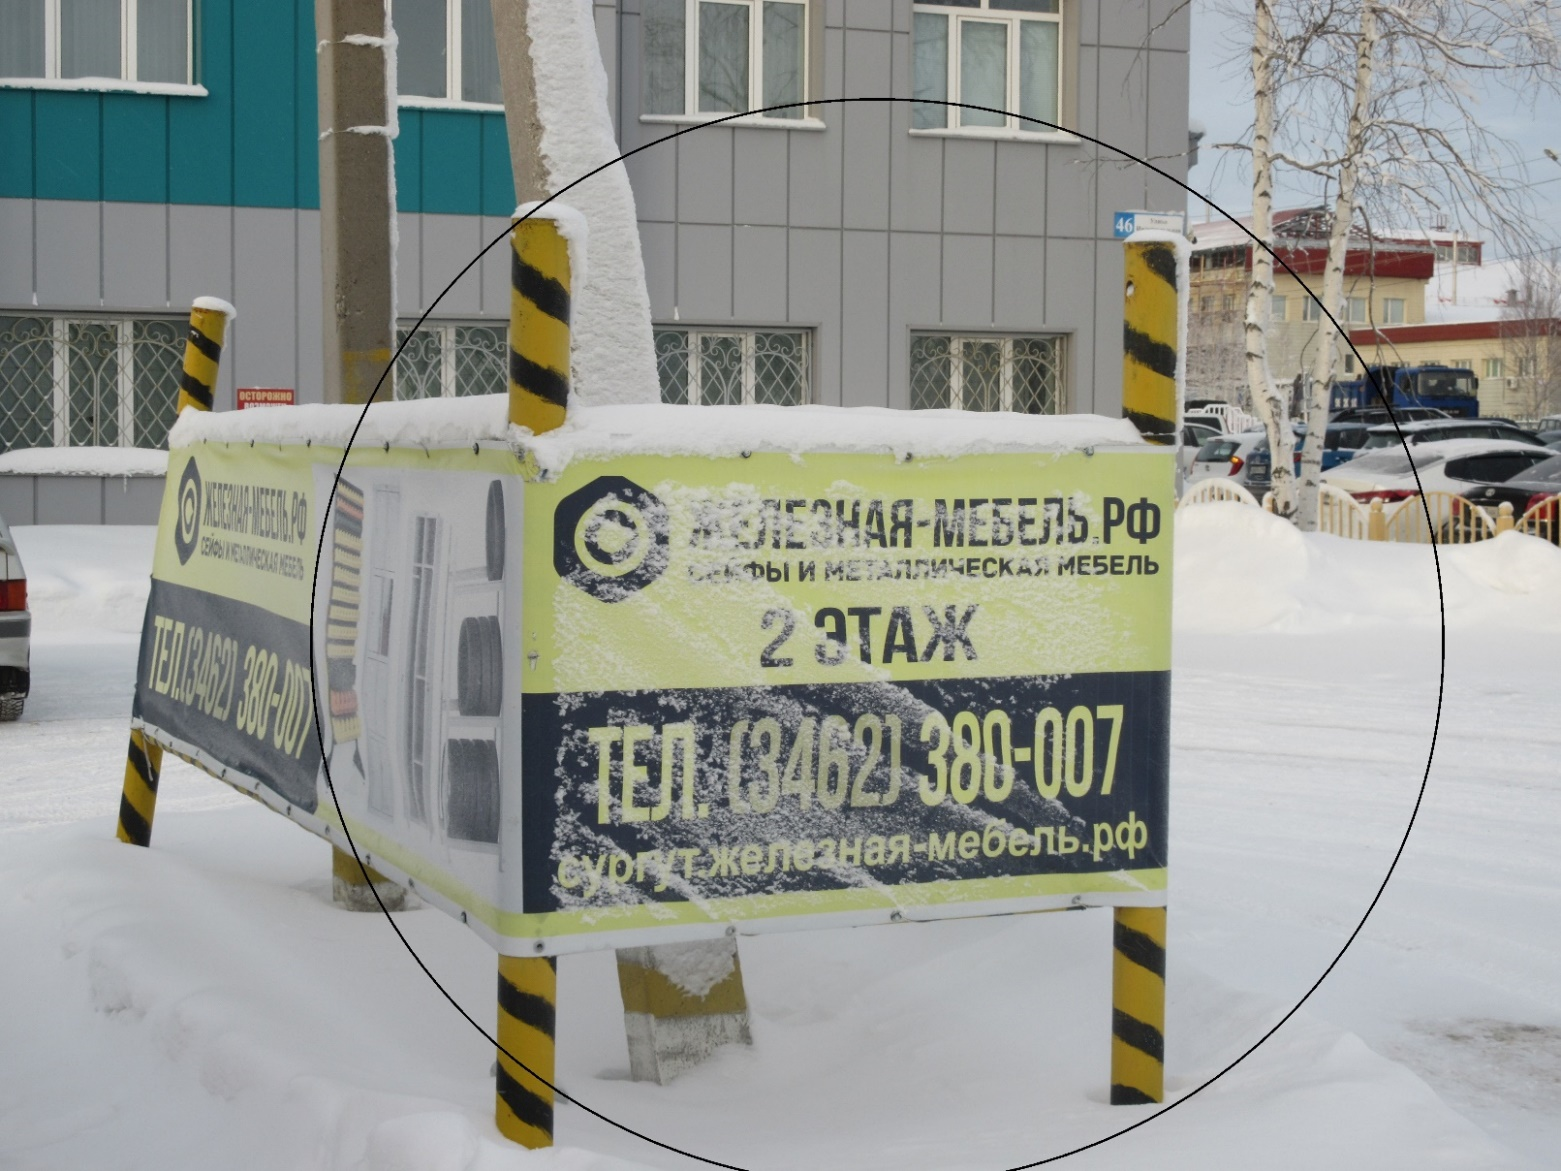 46
ОСТОРОЖНО
ЖЕЛЕЗНАЯ-МЕБЕЛЬ.РФ
СЕЙФЫ И МЕТАЛЛИЧЕСКАЯ МЕБЕЛЬ
ТЕЛ.(3462) 380-007
ЖЕЛЕЗНАЯ-МЕБЕЛЬ.РФ
СЕЙФЫ И МЕТАЛЛИЧЕСКАЯ МЕБЕЛЬ
2 ЭТАЖ
ТЕЛ. (3462) 380-007
сургут.железная-мебель.рф